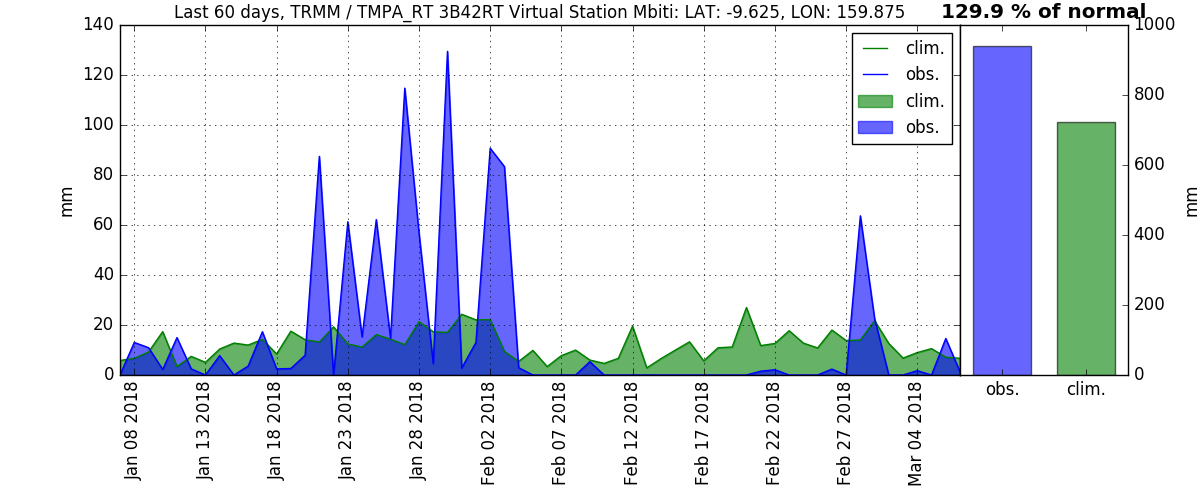 Last 60 days, TRMM / TMPA_RT 3B42RT Virtual Station Mbiti: LAT: -9.625, LON: 159.875
129.9 % of normal
140
120
100
80
60
40
20
0
mm
clim.
obs.
clim.
obs.
1000
800
600
400
200
0
mm
Jan 08 2018
Jan 13 2018
Jan 18 2018
Jan 23 2018
Jan 28 2018
Feb 02 2018
Feb 07 2018
Feb 12 2018
Feb 17 2018
Feb 22 2018
Feb 27 2018
Mar 04 2018
obs.
clim.